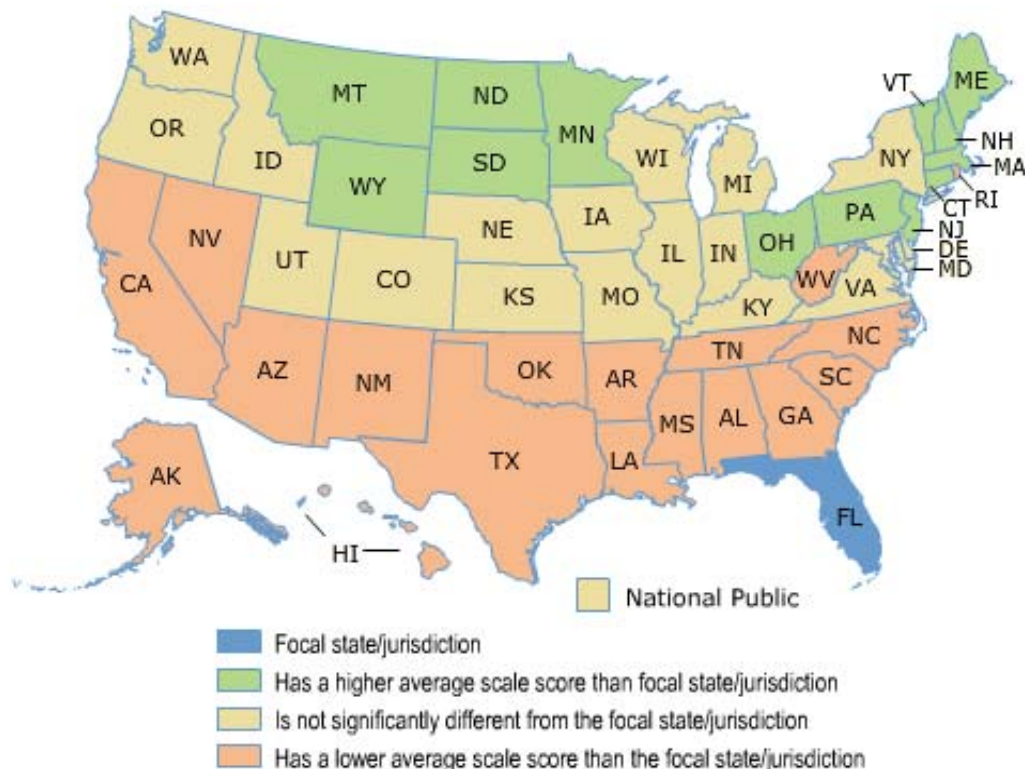 WA
MT
ND
MN
VT
ME
OR
ID
SD
WI
NY
NH
MA
WY
MI
RI
CT
NV
NE
IA
PA
NJ
UT
IL
IN
OH
DE
CA
CO
WV
MD
KS
MO
VA
KY
NC
AZ
NM
OK
AR
TN
SC
MS
AL
GA
TX
LA
AK
FL
HI
National Public
Focal state/jurisdiction
Has a higher average scale score than focal state/jurisdiction
Is not significantly different from the focal state/jurisdiction
Has a lower average scale score than the focal state/jurisdiction